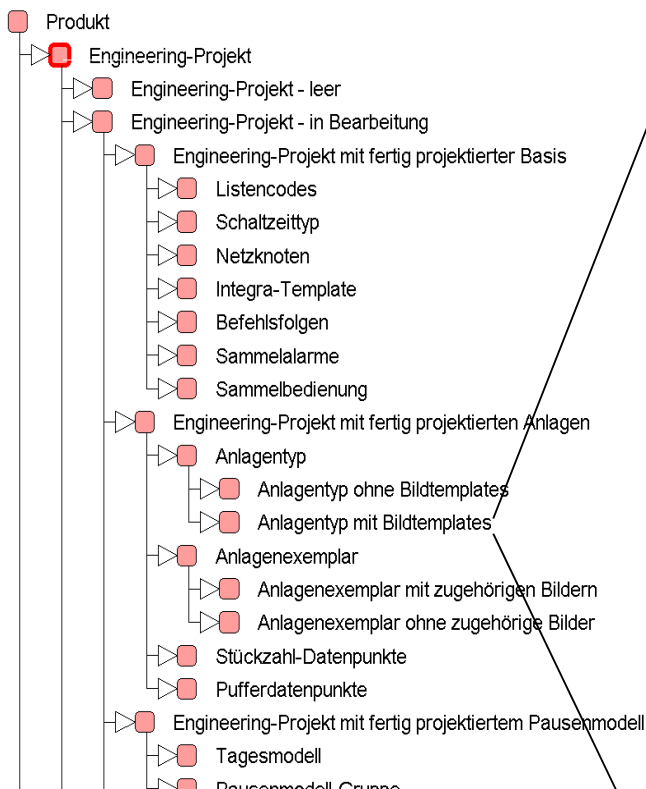 Produkt
Engineering-Projekt
Engineering-Projekt - leer
Engineering-Projekt - in Bearbeitung
Engineering-Projekt mit fertig projektierter Basis
Listencodes
Schaltzeittyp
Netzknoten
Integra-Template
Befehlsfolgen
Sammelalarme
Sammelbedienung
Engineering-Projekt mit fertig projektierten Anlagen
Anlagentyp
Anlagentyp ohne Bildtemplates
Anlagentyp mit Bildtemplates
Anlagenexemplar
Anlagenexemplar mit zugehörigen Bildern
Anlagenexemplar ohne zugehörige Bilder
Stückzahl-Datenpunkte
Pufferdatenpunkte
Engineering-Projekt mit fertig projektiertem Pausenmodell
Tagesmodell
Pausenmodell-Gruppe